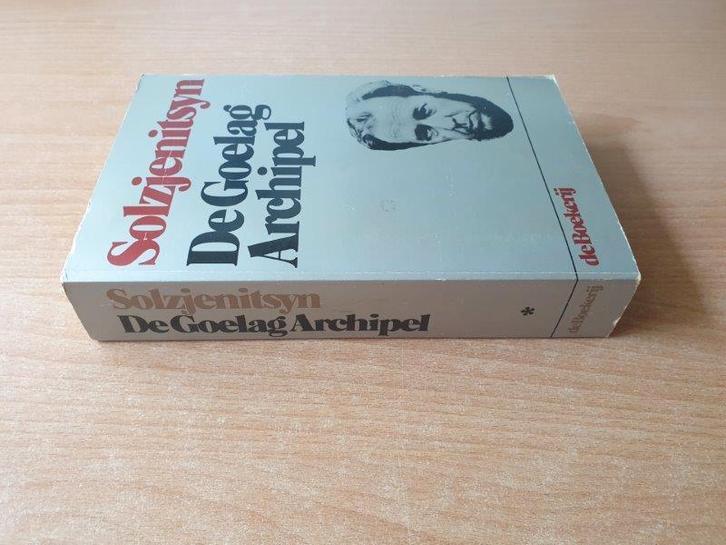 Solzjenitsyn
De Goelag
Archipel
de Boekerij
Solzjenitsyn
De Goelag Archipel
*
de Boekerij